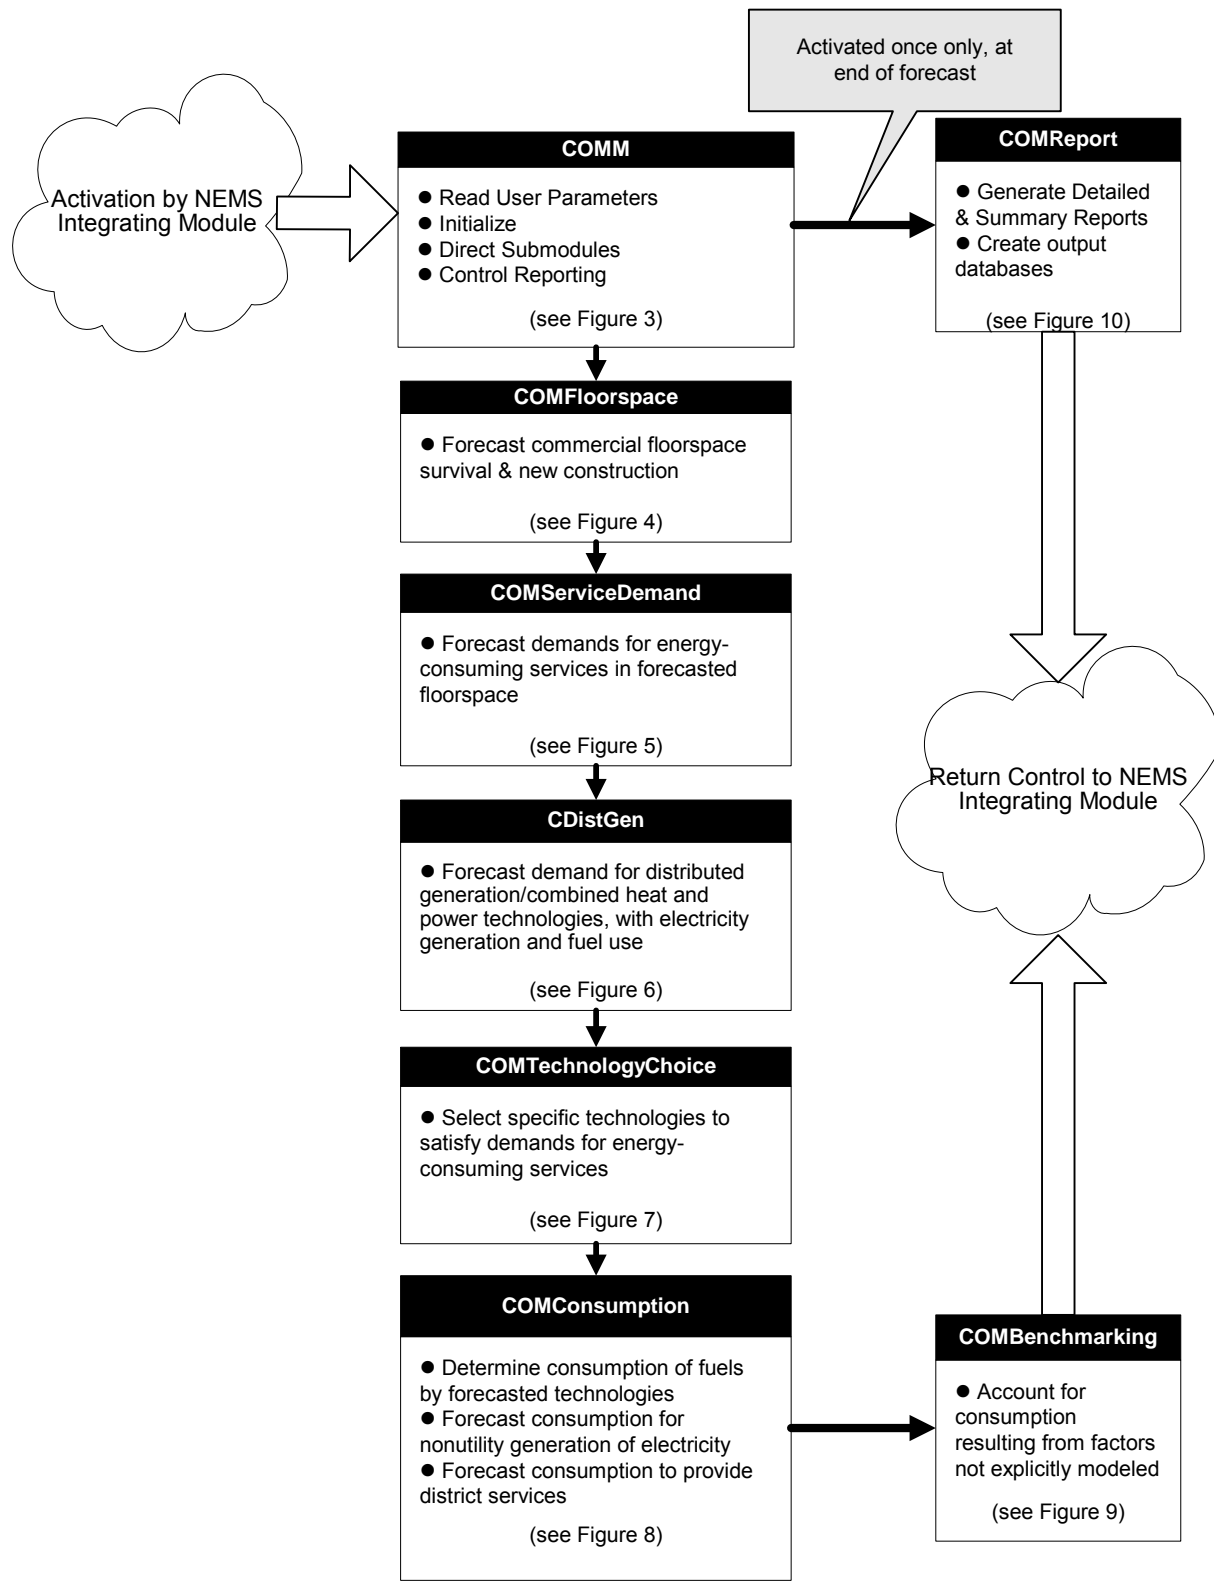 Activated once only, at
end of forecast
Activation by NEMS
Integrating Module
COMM
● Read User Parameters
● Initialize
● Direct Submodules
● Control Reporting
(see Figure 3)
COMReport
● Generate Detailed
& Summary Reports
● Create output
databases
(see Figure 10)
COMFloorspace
● Forecast commercial floorspace
survival & new construction
(see Figure 4)
COMServiceDemand
● Forecast demands for energy-
consuming services in forecasted
floorspace
(see Figure 5)
CDistGen
● Forecast demand for distributed
generation/combined heat and
power technologies, with electricity
generation and fuel use
(see Figure 6)
Return Control to NEMS
Integrating Module
COMTechnologyChoice
● Select specific technologies to
satisfy demands for energy-
consuming services
(see Figure 7)
COMConsumption
● Determine consumption of fuels
by forecasted technologies
● Forecast consumption for
nonutility generation of electricity
● Forecast consumption to provide
district services
(see Figure 8)
COMBenchmarking
● Account for
consumption
resulting from factors
not explicitly modeled
(see Figure 9)